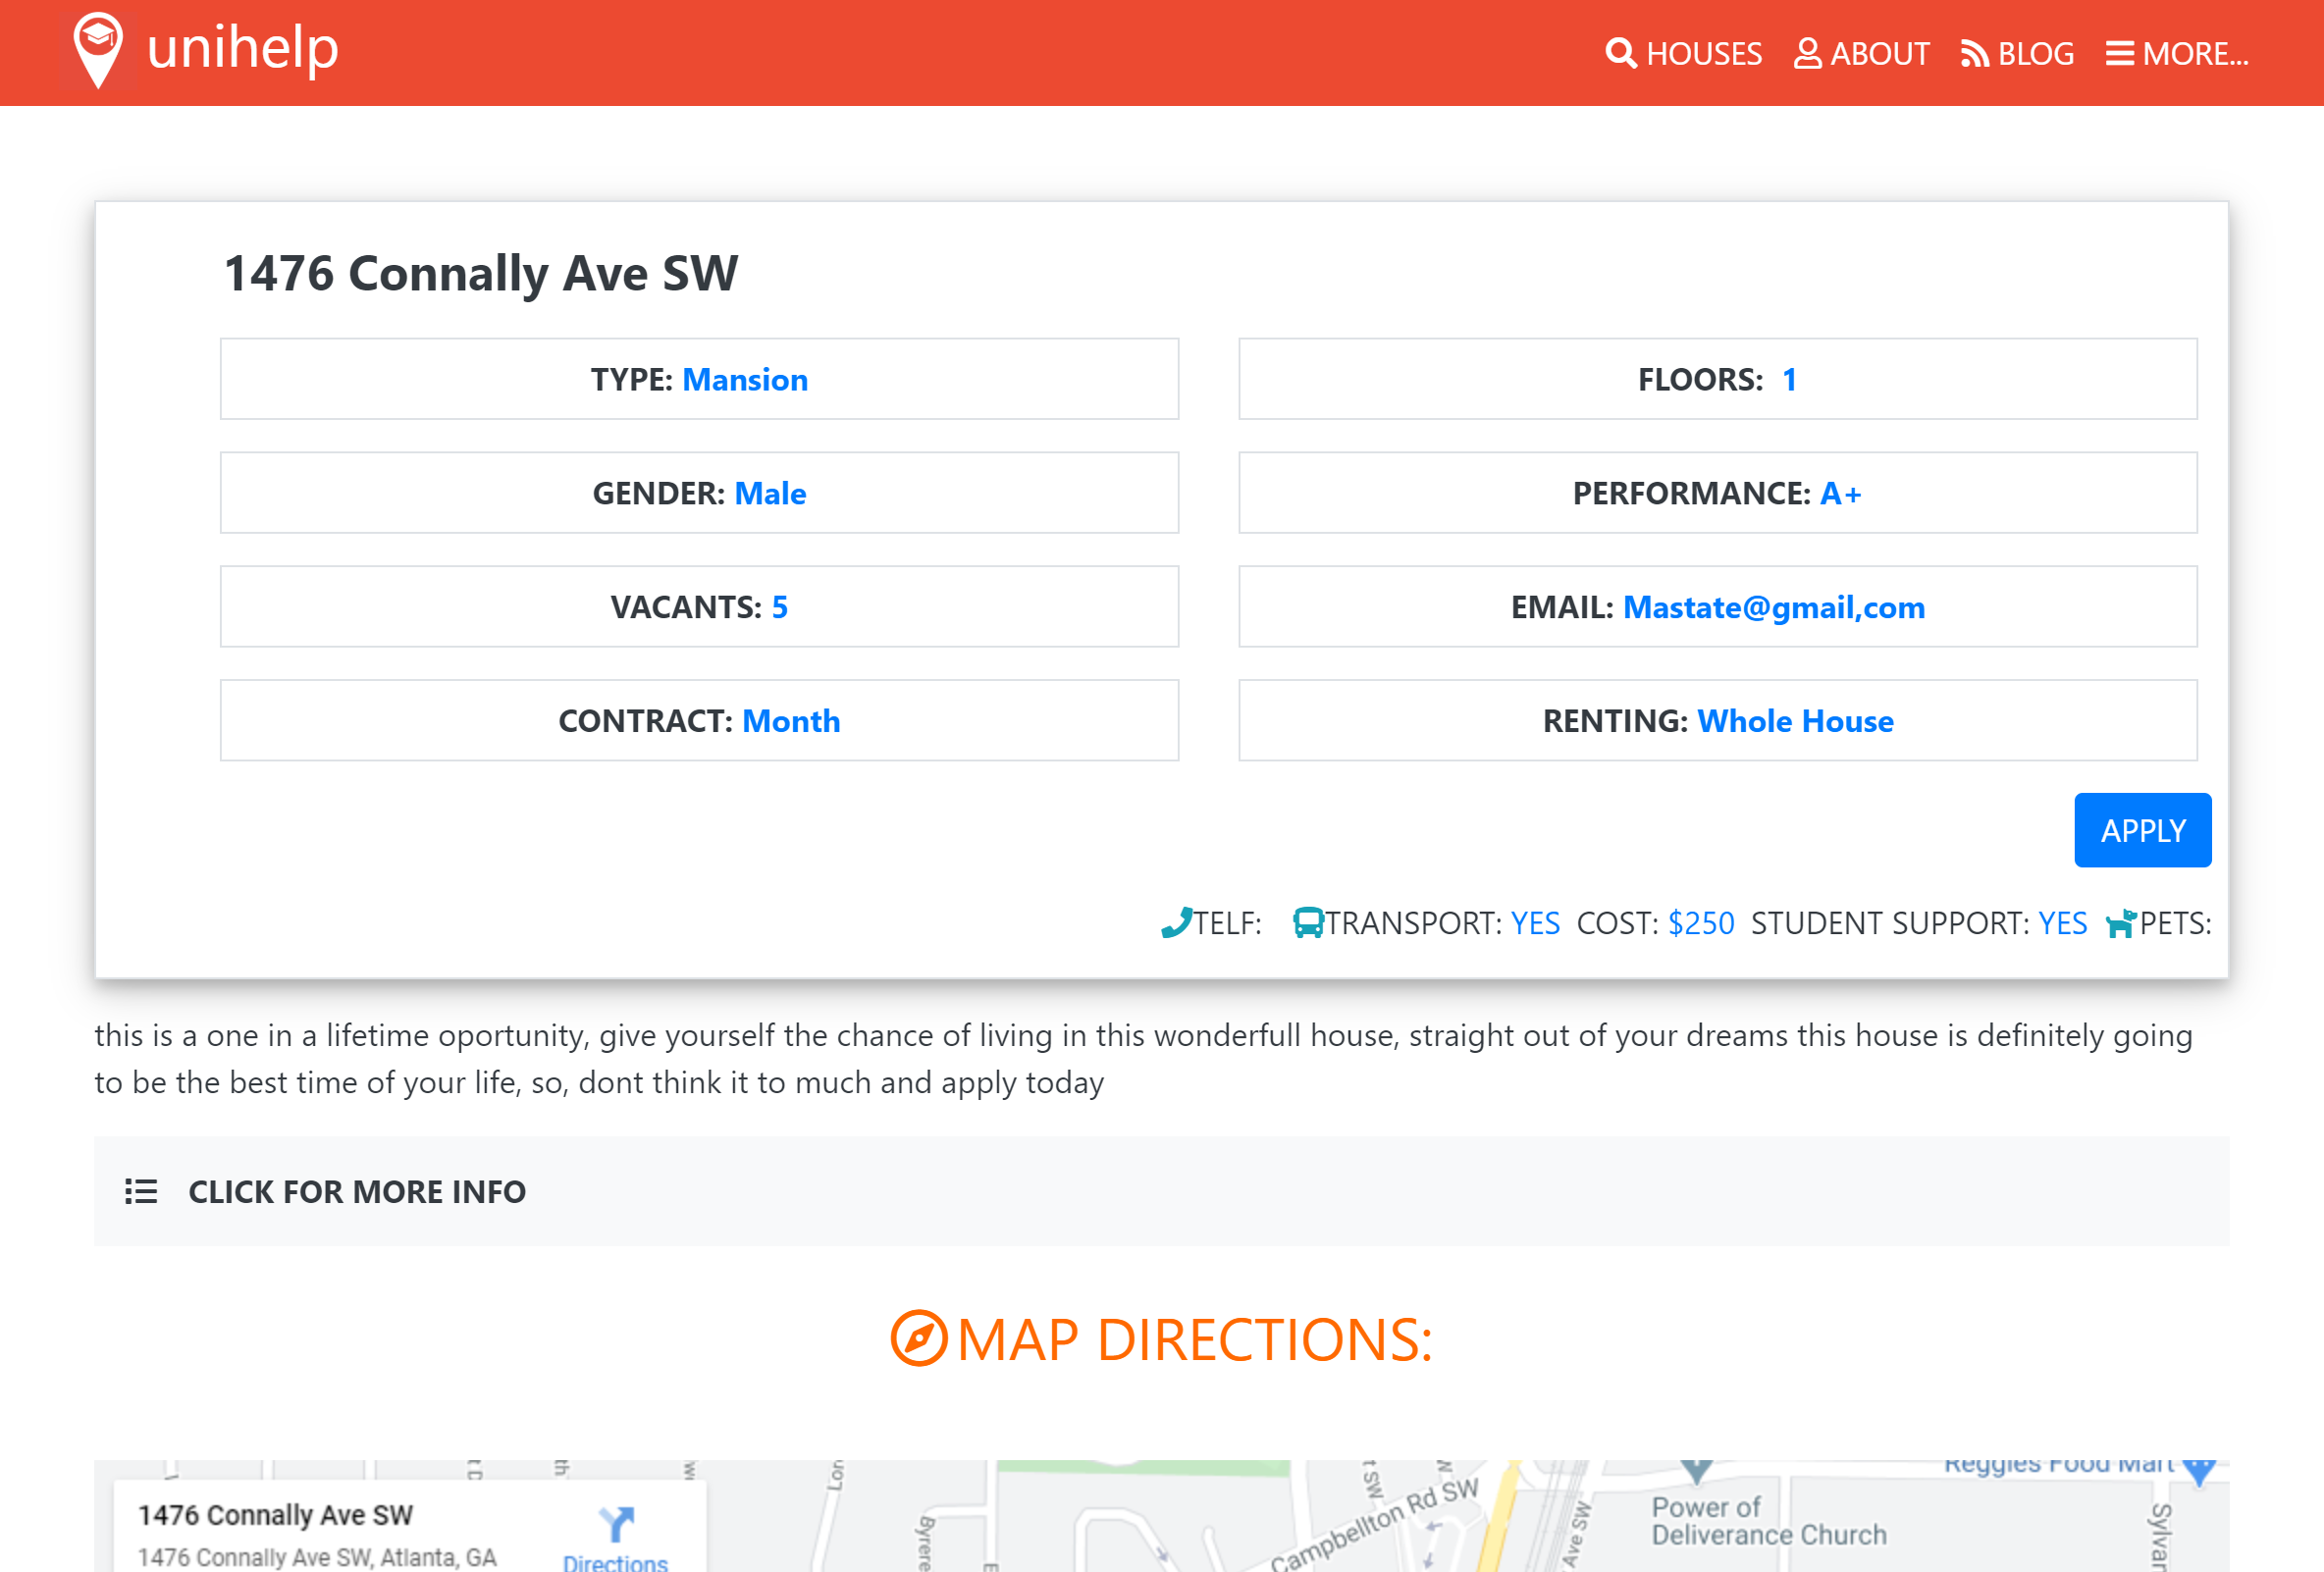 unihelp
HOUSES ABOUT BLOG MORE...
1476 Connally Ave SW
TYPE: Mansion
FLOORS: 1
GENDER: Male
PERFORMANCE: A+
VACANTS: 5
EMAIL: Mastate@gmail,com
CONTRACT: Month
RENTING: Whole House
APPLY
TELF: TRANSPORT: YES COST: $250 STUDENT SUPPORT: YES PETS:
this is a one in a lifetime oportunity, give yourself the chance of living in this wonderfull house, straight out of your dreams this house is definitely going
to be the best time of your life, so, dont think it to much and apply today
CLICK FOR MORE INFO
MAP DIRECTIONS:
1476 Connally Ave SW
1476 Connally Ave SW, Atlanta, GA
Directions
Campbellton Rd SW
Ave SW
Power of
Deliverance Church
Reggies Food Mart